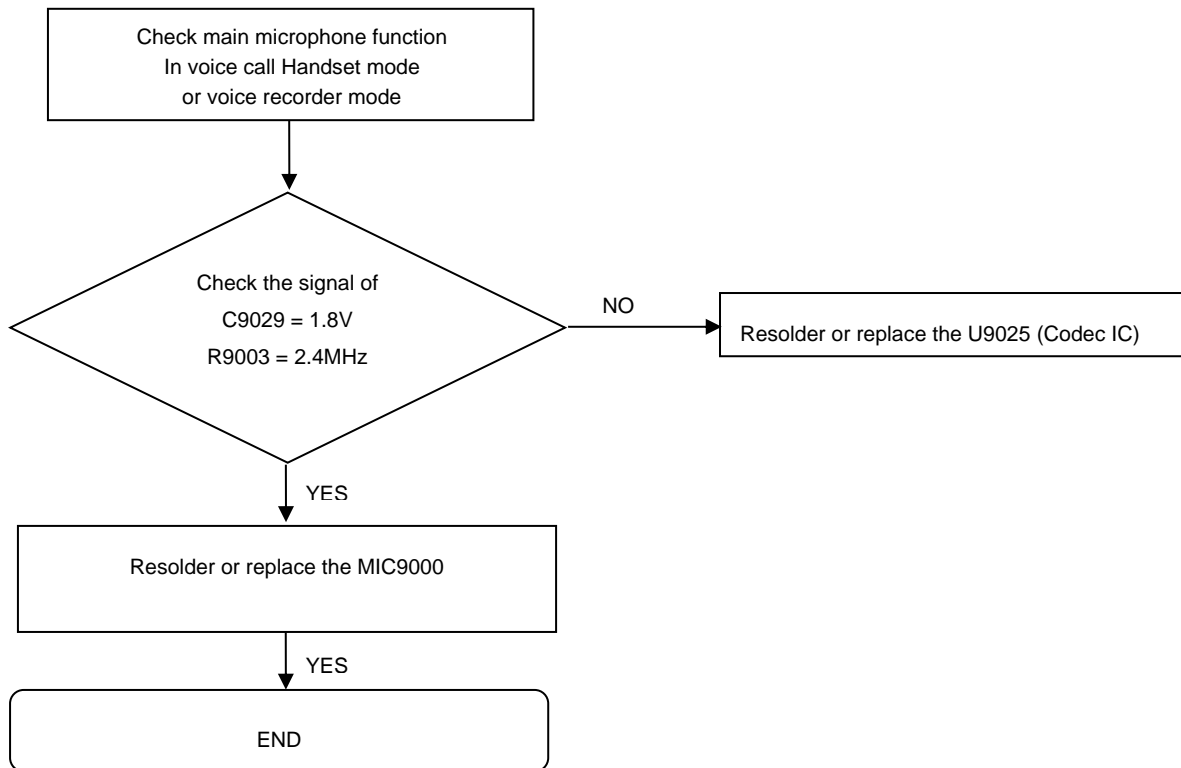 Check main microphone function
In voice call Handset mode
or voice recorder mode
Check the signal of
C9029 = 1.8V
R9003 = 2.4MHz
NO
Resolder or replace the U9025 (Codec IC)
YES
Resolder or replace the MIC9000
YES
END